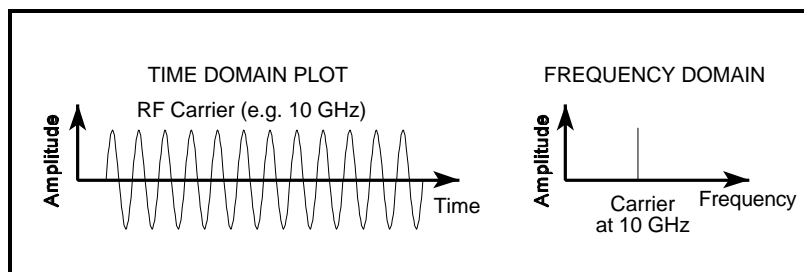 TIME DOMAIN PLOT
RF Carrier (e.g. 10 GHz)
Amplitude
Time
FREQUENCY DOMAIN
Amplitude
Frequency
Carrier
at 10 GHz